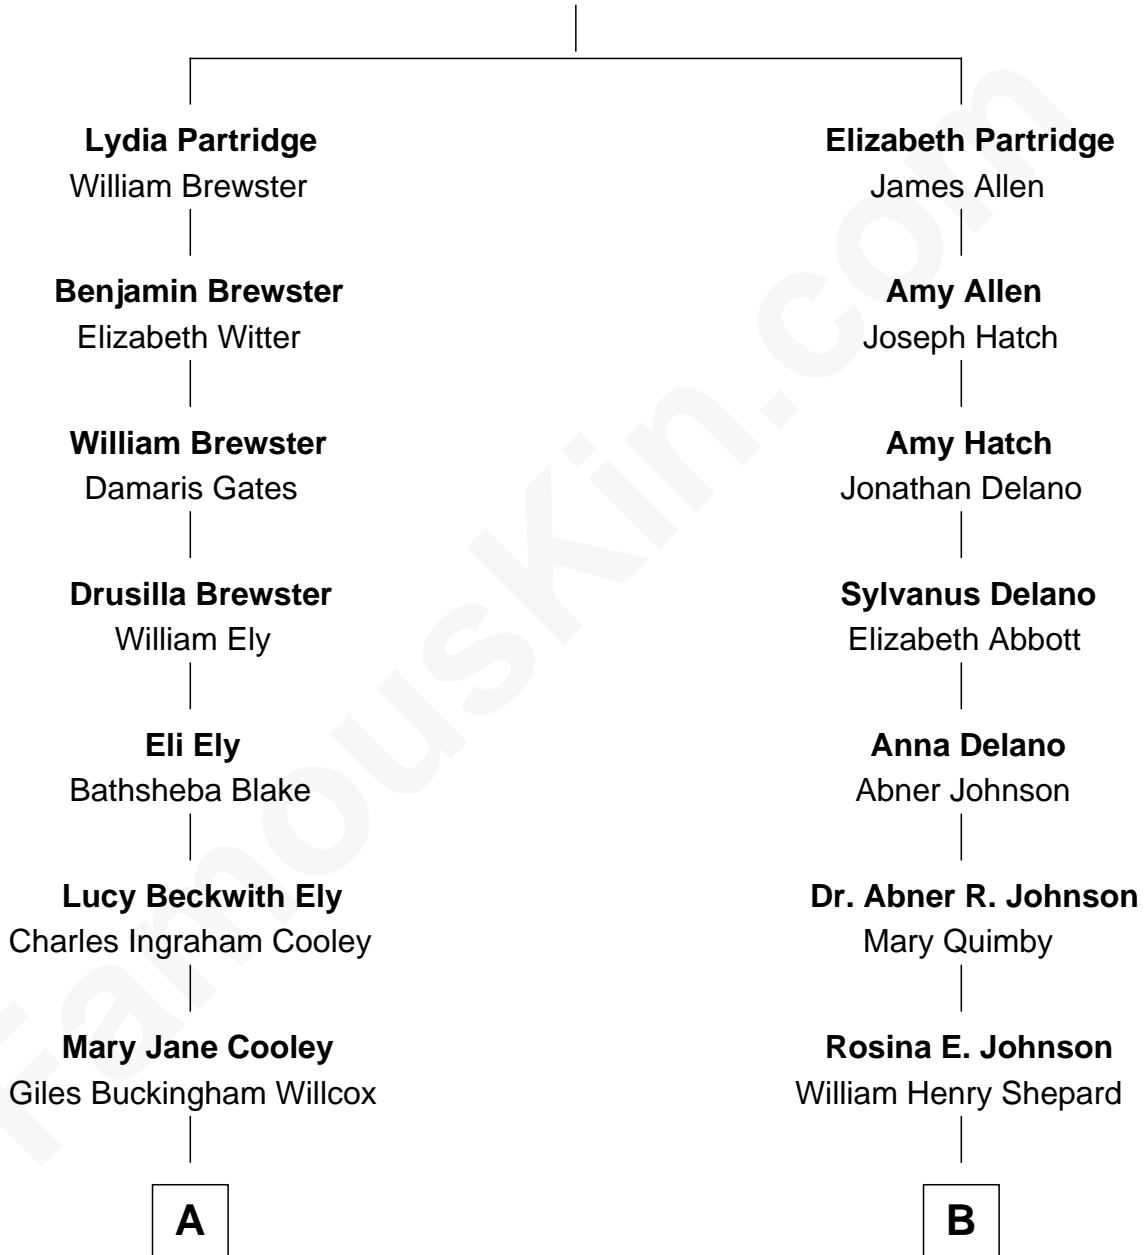 Lydia Partridge
William Brewster
Benjamin Brewster
Elizabeth Witter
William Brewster
Damaris Gates
Drusilla Brewster
William Ely
Eli Ely
Bathsheba Blake
Lucy Beckwith Ely
Charles Ingraham Cooley
Mary Jane Cooley
Giles Buckingham Willcox
A
Elizabeth Partridge
James Allen
Amy Allen
Joseph Hatch
Amy Hatch
Jonathan Delano
Sylvanus Delano
Elizabeth Abbott
Anna Delano
Abner Johnson
Dr. Abner R. Johnson
Mary Quimby
Rosina E. Johnson
William Henry Shepard
B
FamousKin.com